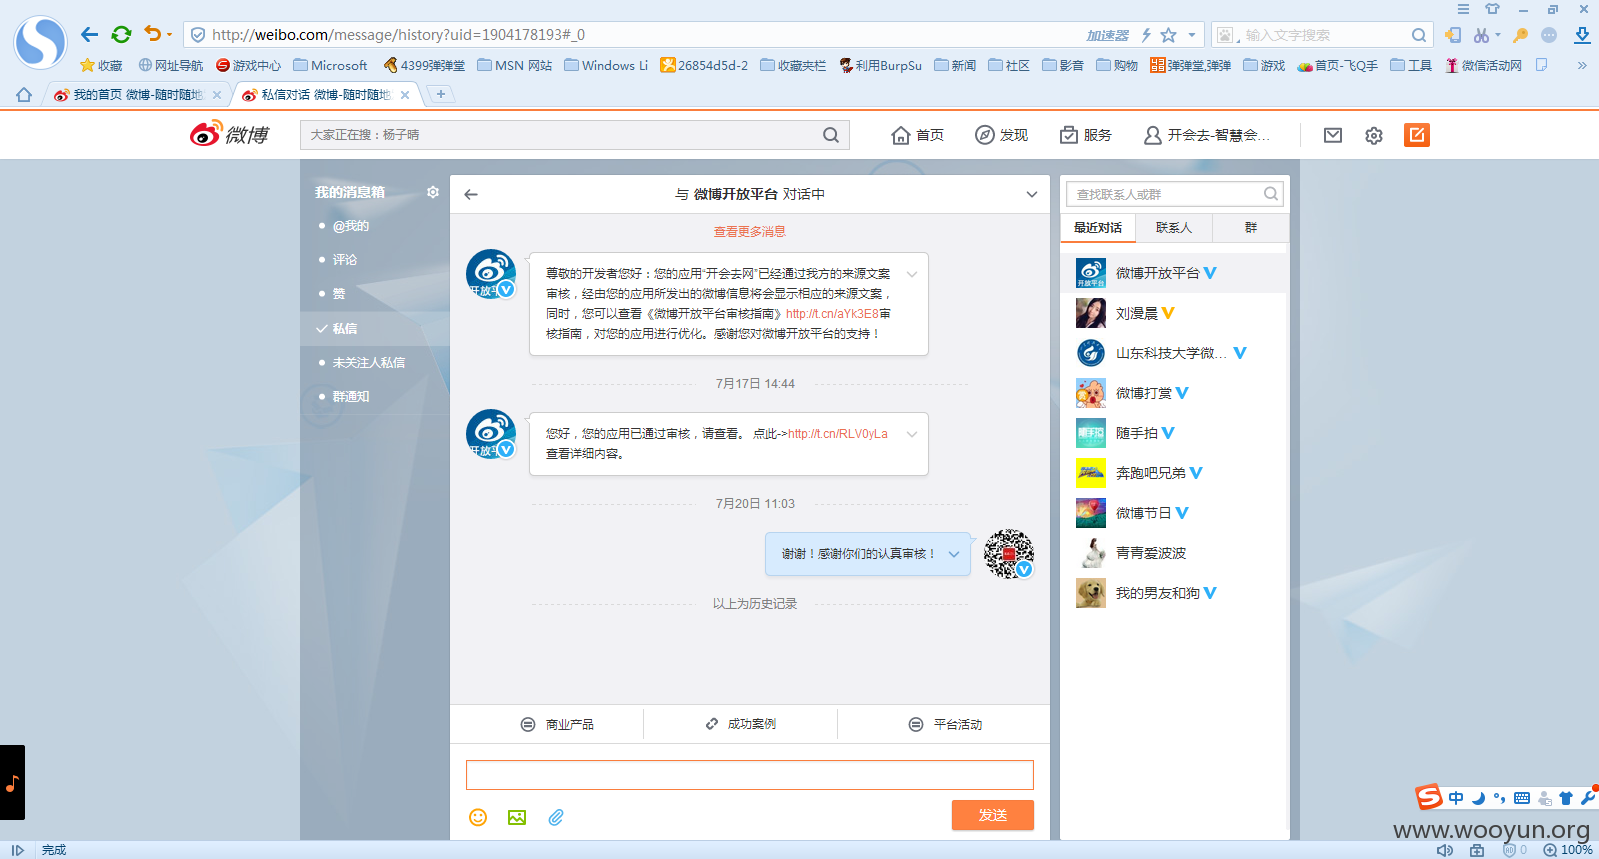 http://weibo.com/message/history?uid=1904178193#_0
加速器
输入文字搜索
收藏 网址导航 游戏中心 Microsoft 4399弹弹堂 MSN 网站 Windows Li 26854d5d-2 收藏夹栏 利用BurpSu 新闻 社区 影音 购物 弹弹堂,弹弹 游戏 首页-飞Q手 工具 微信活动网
我的首页 微博-随时随地
私信对话 微博-随时随地
微博
大家正在搜：杨子晴
首页 发现 服务 开会去-智慧会...
我的消息箱
@我的
评论
赞
私信
未关注人私信
群通知
与 微博开放平台 对话中
查看更多消息
开放平
尊敬的开发者您好：您的应用“开会去网”已经通过我方的来源文案
审核，经由您的应用所发出的微博信息将会显示相应的来源文案，
同时，您可以查看《微博开放平台审核指南》http://t.cn/aYk3E8审
核指南，对您的应用进行优化。感谢您对微博开放平台的支持！
7月17日 14:44
开放平
您好，您的应用已通过审核，请查看。 点此->http://t.cn/RLV0yLa
查看详细内容。
7月20日 11:03
谢谢！感谢你们的认真审核！
以上为历史记录
商业产品 成功案例 平台活动
发送
查找联系人或群
最近对话 联系人 群
开放平台
微博开放平台
刘漫晨
山东科技大学微...
微博打赏
随手拍
奔跑吧兄弟
微博节日
青青爱波波
我的男友和狗
中
www.wooyun.org
完成
0
100%